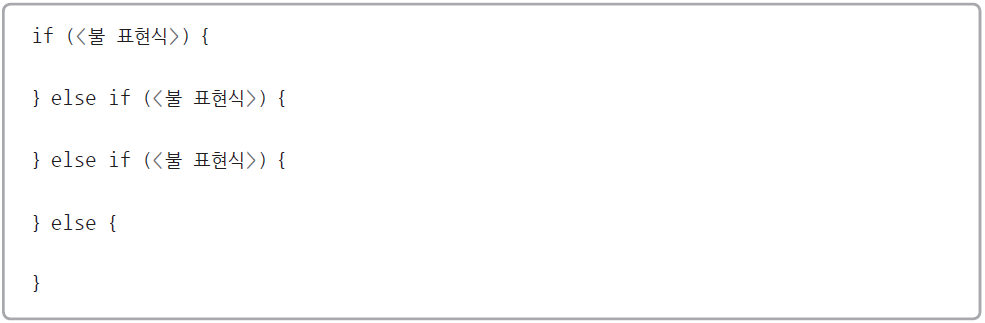 if (<불 표현식>) {
} else if (<불 표현식>) {
} else if (<불 표현식>) {
} else {
}